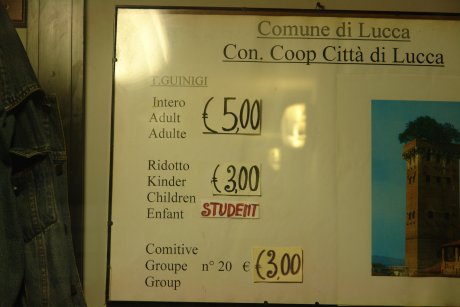 Comune di Lucca
Con. Coop Città di Lucca
T.GUINIGI
Intero
Adult €5,00
Adulte
Ridotto
Kinder €3,00
Children
Enfant STUDENT
Comitive
Groupe n° 20 € €3,00
Group